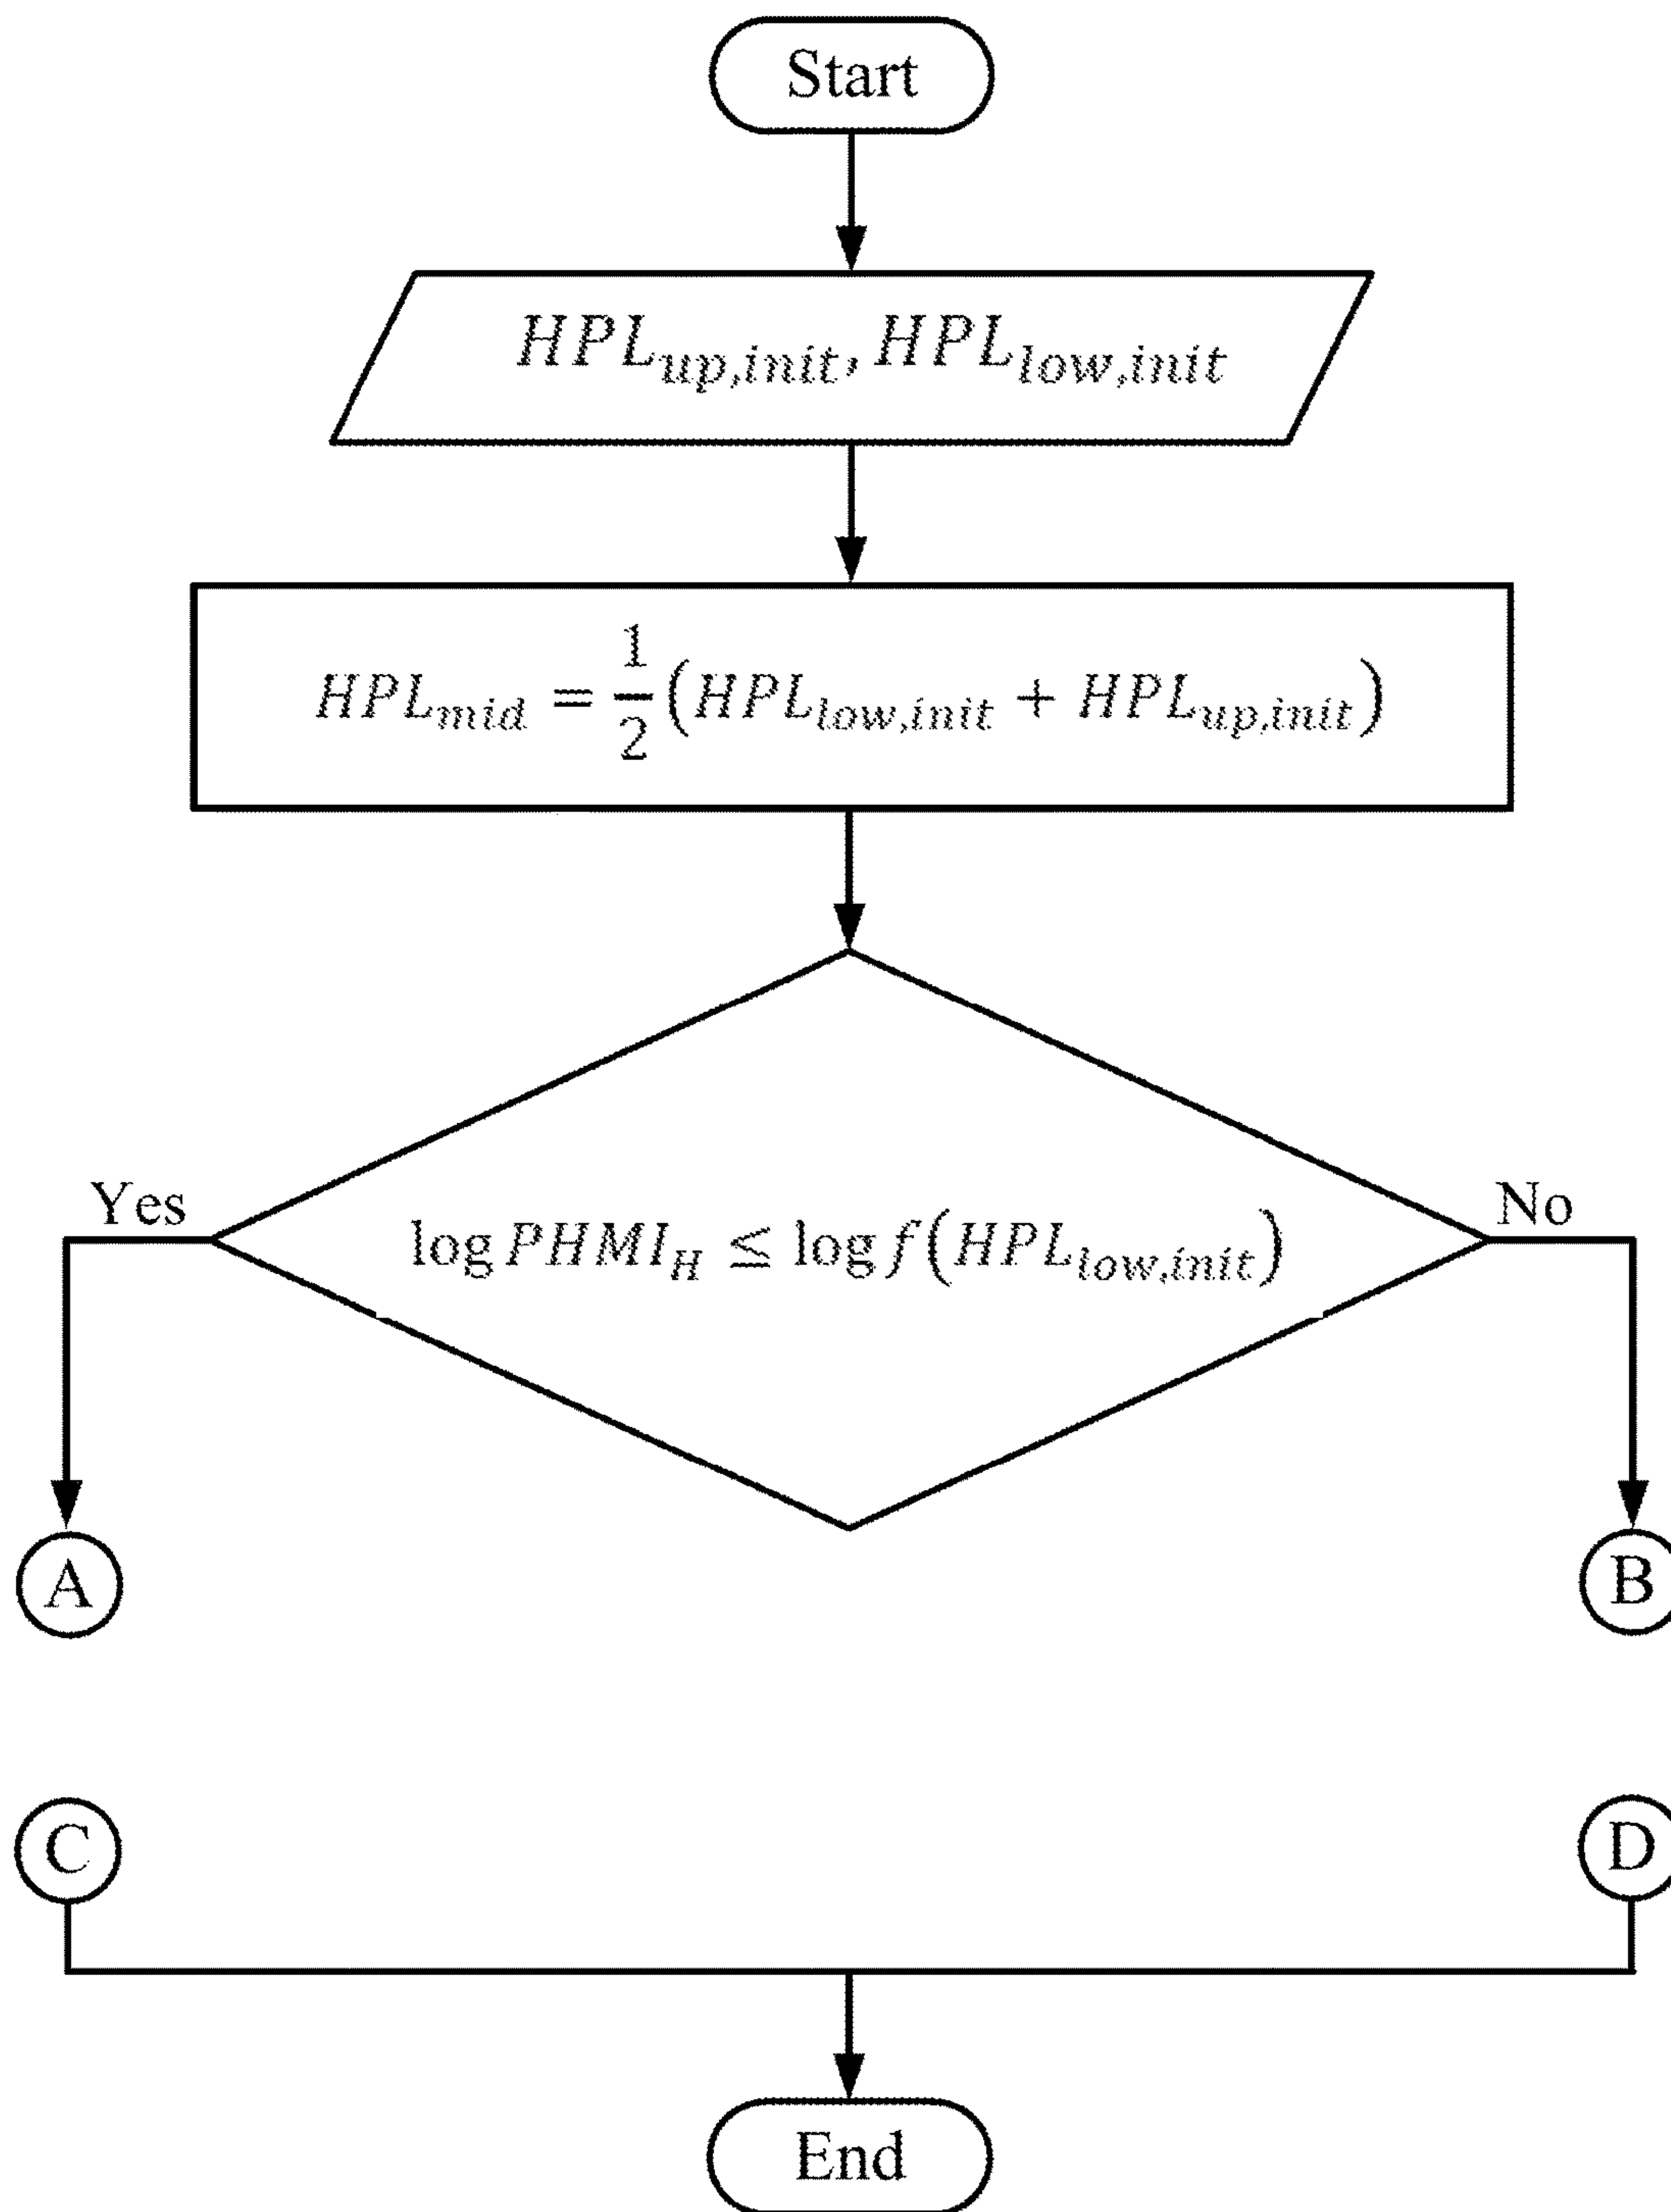 Start
HPL_{up,init}, HPL_{low,init}
HPL_{mid} = \frac{1}{2}(HPL_{low,init} + HPL_{up,init})
Yes
No
log PHMI_H ≤ log f(HPL_{low,init})
A
B
C
D
End